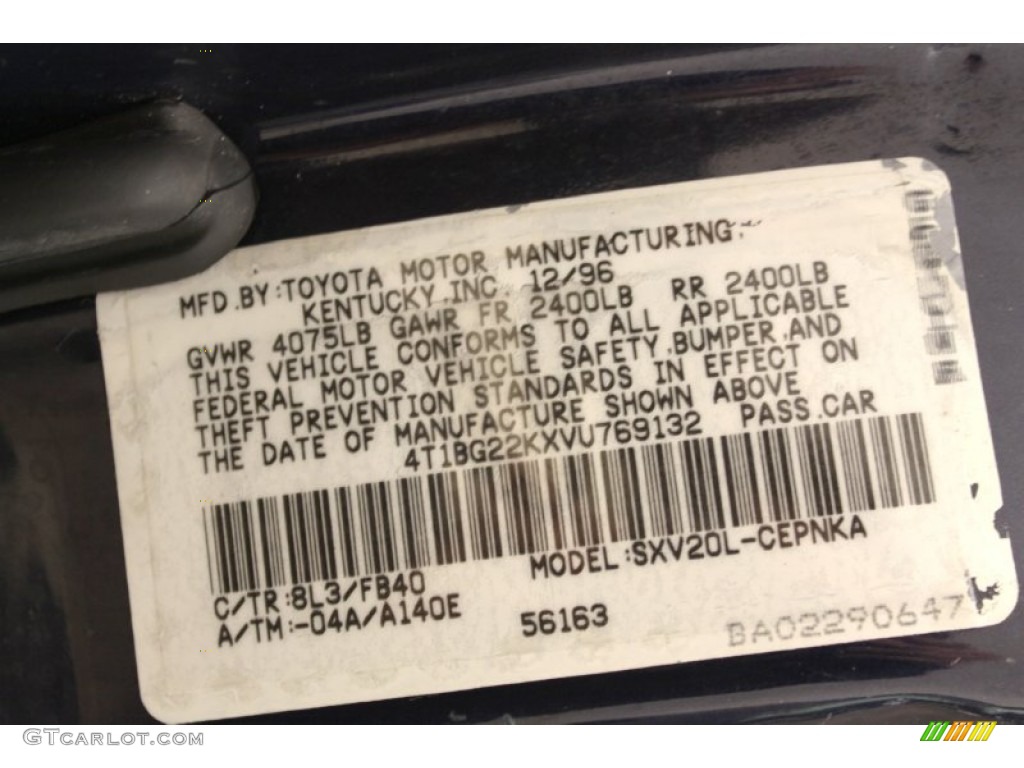 MFD.BY:TOYOTA MOTOR MANUFACTURING.
KENTUCKY.INC. 12/96
GVWR 4075LB GAWR FR 2400LB RR 2400LB
THIS VEHICLE CONFORMS TO ALL APPLICABLE
FEDERAL MOTOR VEHICLE SAFETY.BUMPER.AND
THEFT PREVENTION STANDARDS IN EFFECT ON
THE DATE OF MANUFACTURE SHOWN ABOVE
4T1BG22KXVU769132 PASS.CAR
MODEL:SXV20L-CEPNKA
C/TR:8L3/FB40
A/TM:-04A/A140E
56163
BA02290647
GTcarlot.com